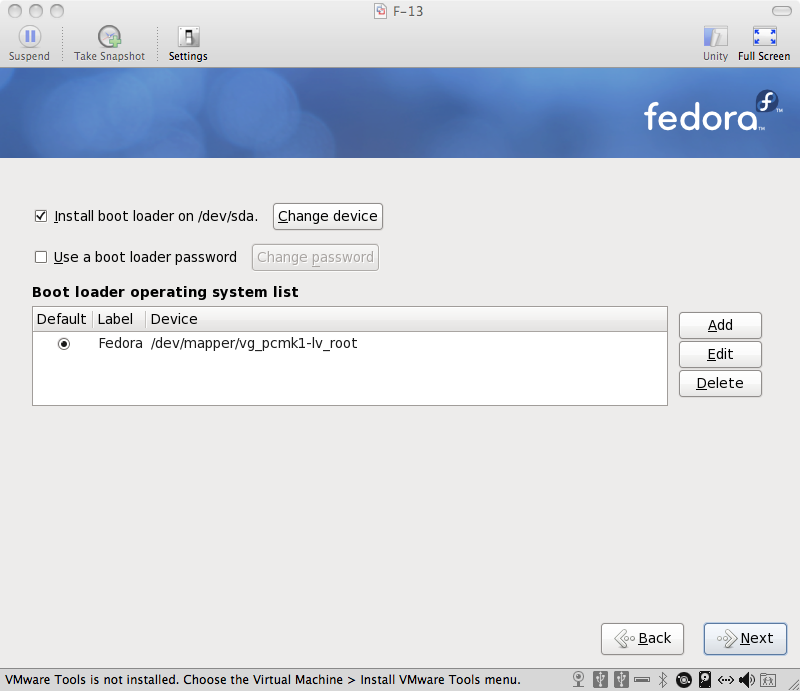 F-13
Suspend
Take Snapshot
Settings
Unity
Full Screen
fedora™
Install boot loader on /dev/sda.
Change device
Use a boot loader password
Change password
Boot loader operating system list
Default Label Device
Fedora /dev/mapper/vg_pcmk1-lv_root
Add
Edit
Delete
Back
Next
VMware Tools is not installed. Choose the Virtual Machine > Install VMware Tools menu.